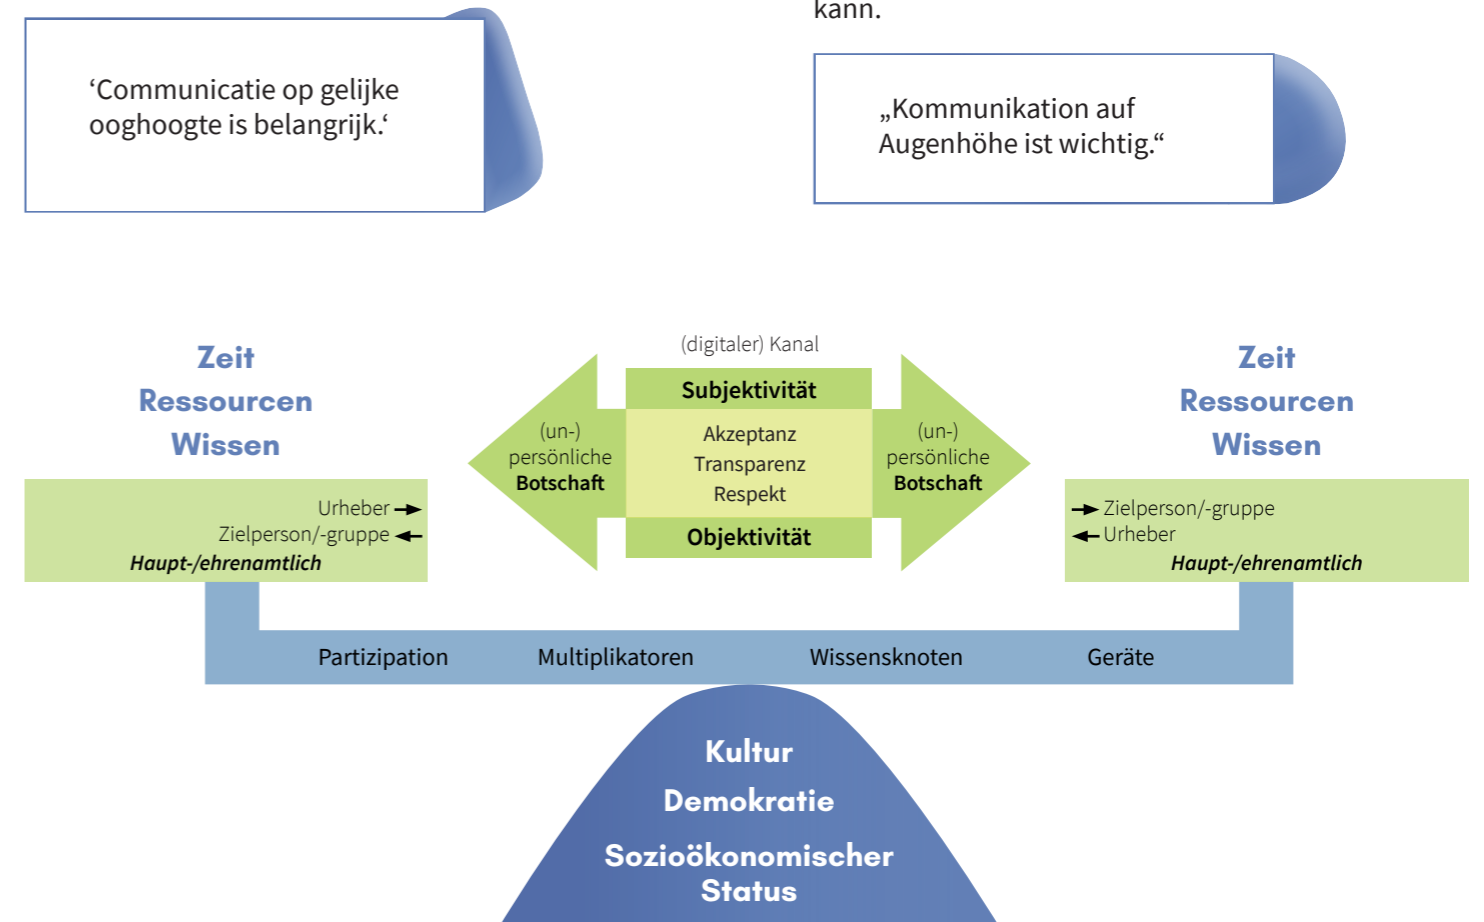 kann.
‘Communicatie op gelijke
ooghoogte is belangrijk.‘
„Kommunikation auf
Augenhöhe ist wichtig.“
Zeit
Ressourcen
Wissen
Urheber
Zielperson/-gruppe
Haupt-/ehrenamtlich
(digitaler) Kanal
Subjektivität
(un-)
persönliche
Botschaft
Akzeptanz
Transparenz
Respekt
Objektivität
(un-)
persönliche
Botschaft
Zeit
Ressourcen
Wissen
Zielperson/-gruppe
Urheber
Haupt-/ehrenamtlich
Partizipation Multiplikatoren Wissensknoten Geräte
Kultur
Demokratie
Sozioökonomischer
Status